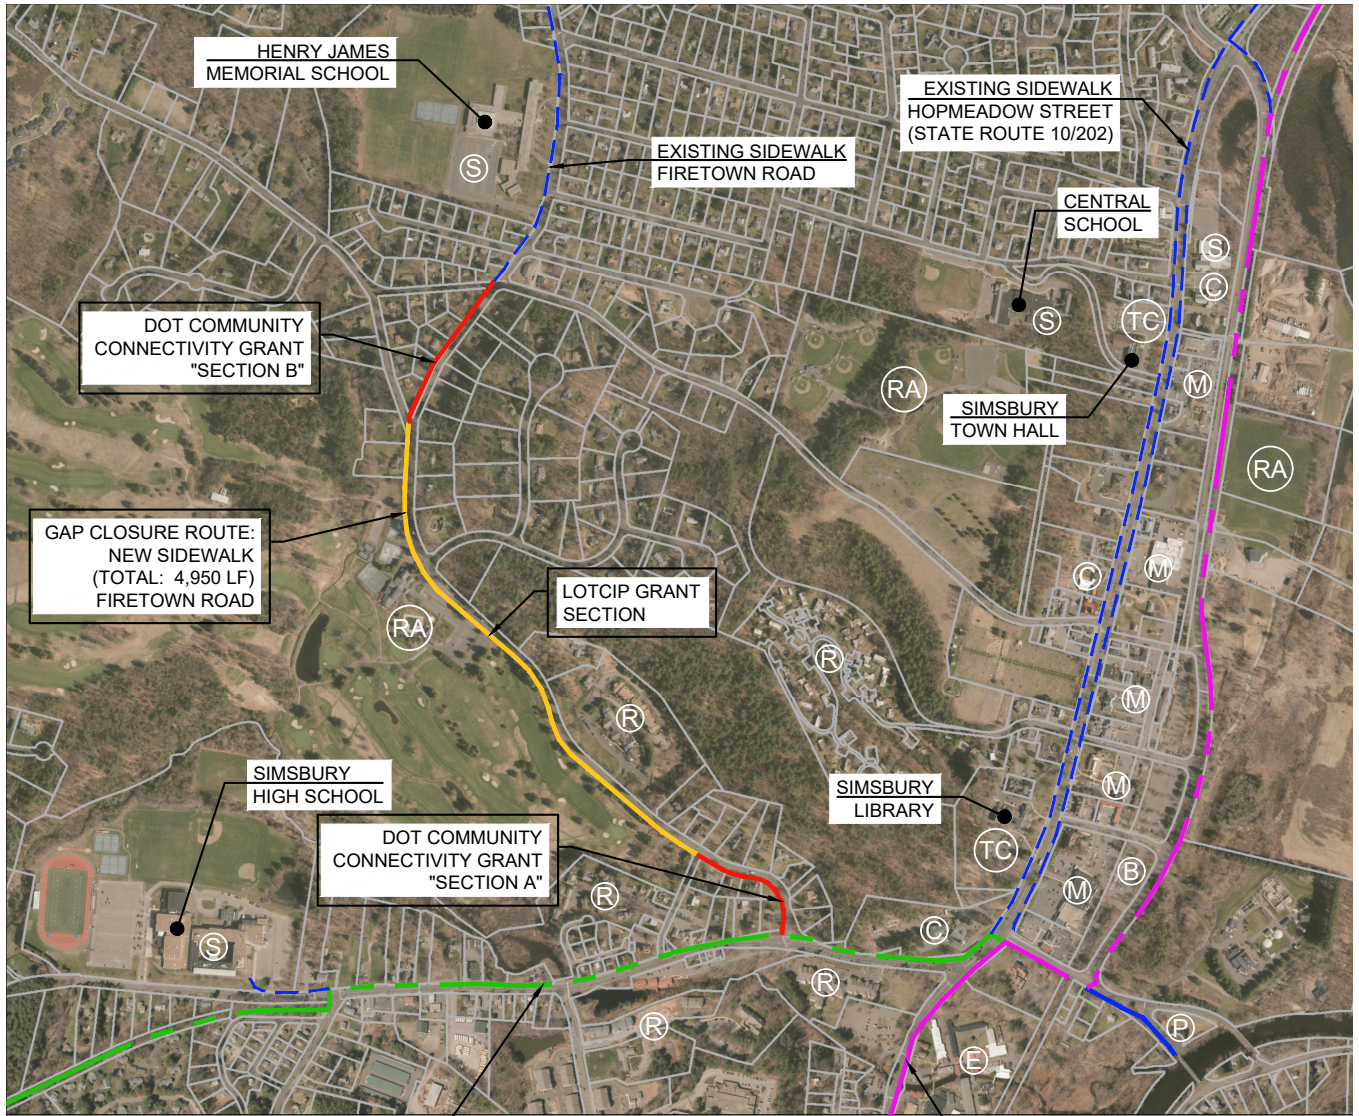 HENRY JAMES
MEMORIAL SCHOOL
EXISTING SIDEWALK
HOPMEADOW STREET
(STATE ROUTE 10/202)
EXISTING SIDEWALK
FIRETOWN ROAD
S
CENTRAL
SCHOOL
S
C
DOT COMMUNITY
CONNECTIVITY GRANT
"SECTION B"
S
TC
RA
M
SIMSBURY
TOWN HALL
RA
GAP CLOSURE ROUTE:
NEW SIDEWALK
(TOTAL: 4,950 LF)
FIRETOWN ROAD
LOTCIP GRANT
SECTION
C
M
RA
R
R
M
SIMSBURY
HIGH SCHOOL
SIMSBURY
LIBRARY
M
DOT COMMUNITY
CONNECTIVITY GRANT
"SECTION A"
TC
B
M
R
S
C
R
R
P
E